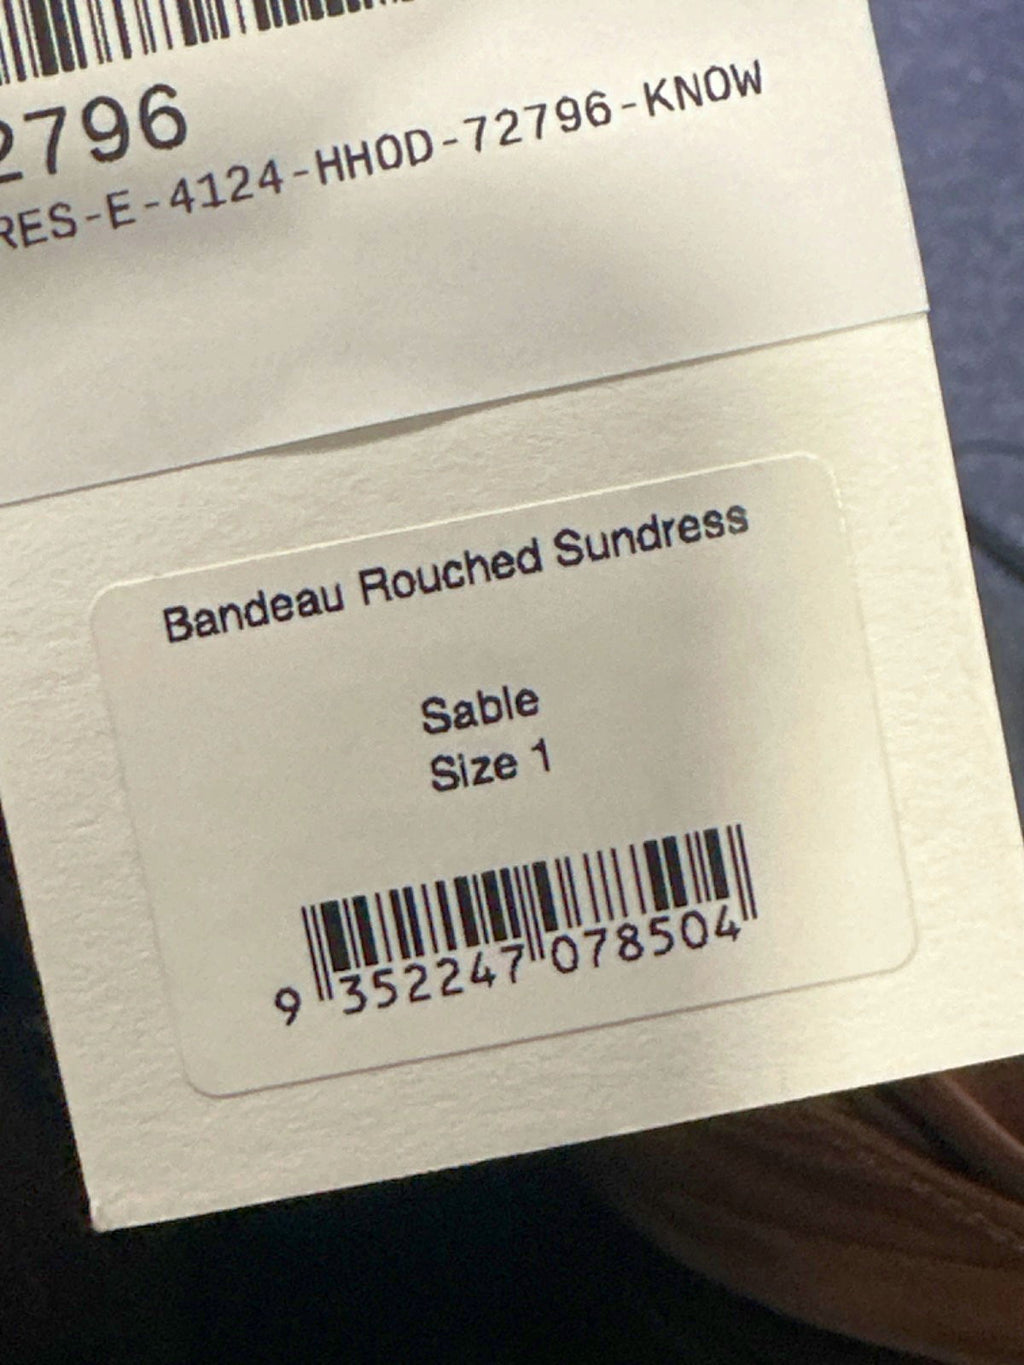 2796
RES-E-4124-HHOD-72796-KNOW
Bandeau Rouched Sundress
Sable
Size 1
9 352247 078504